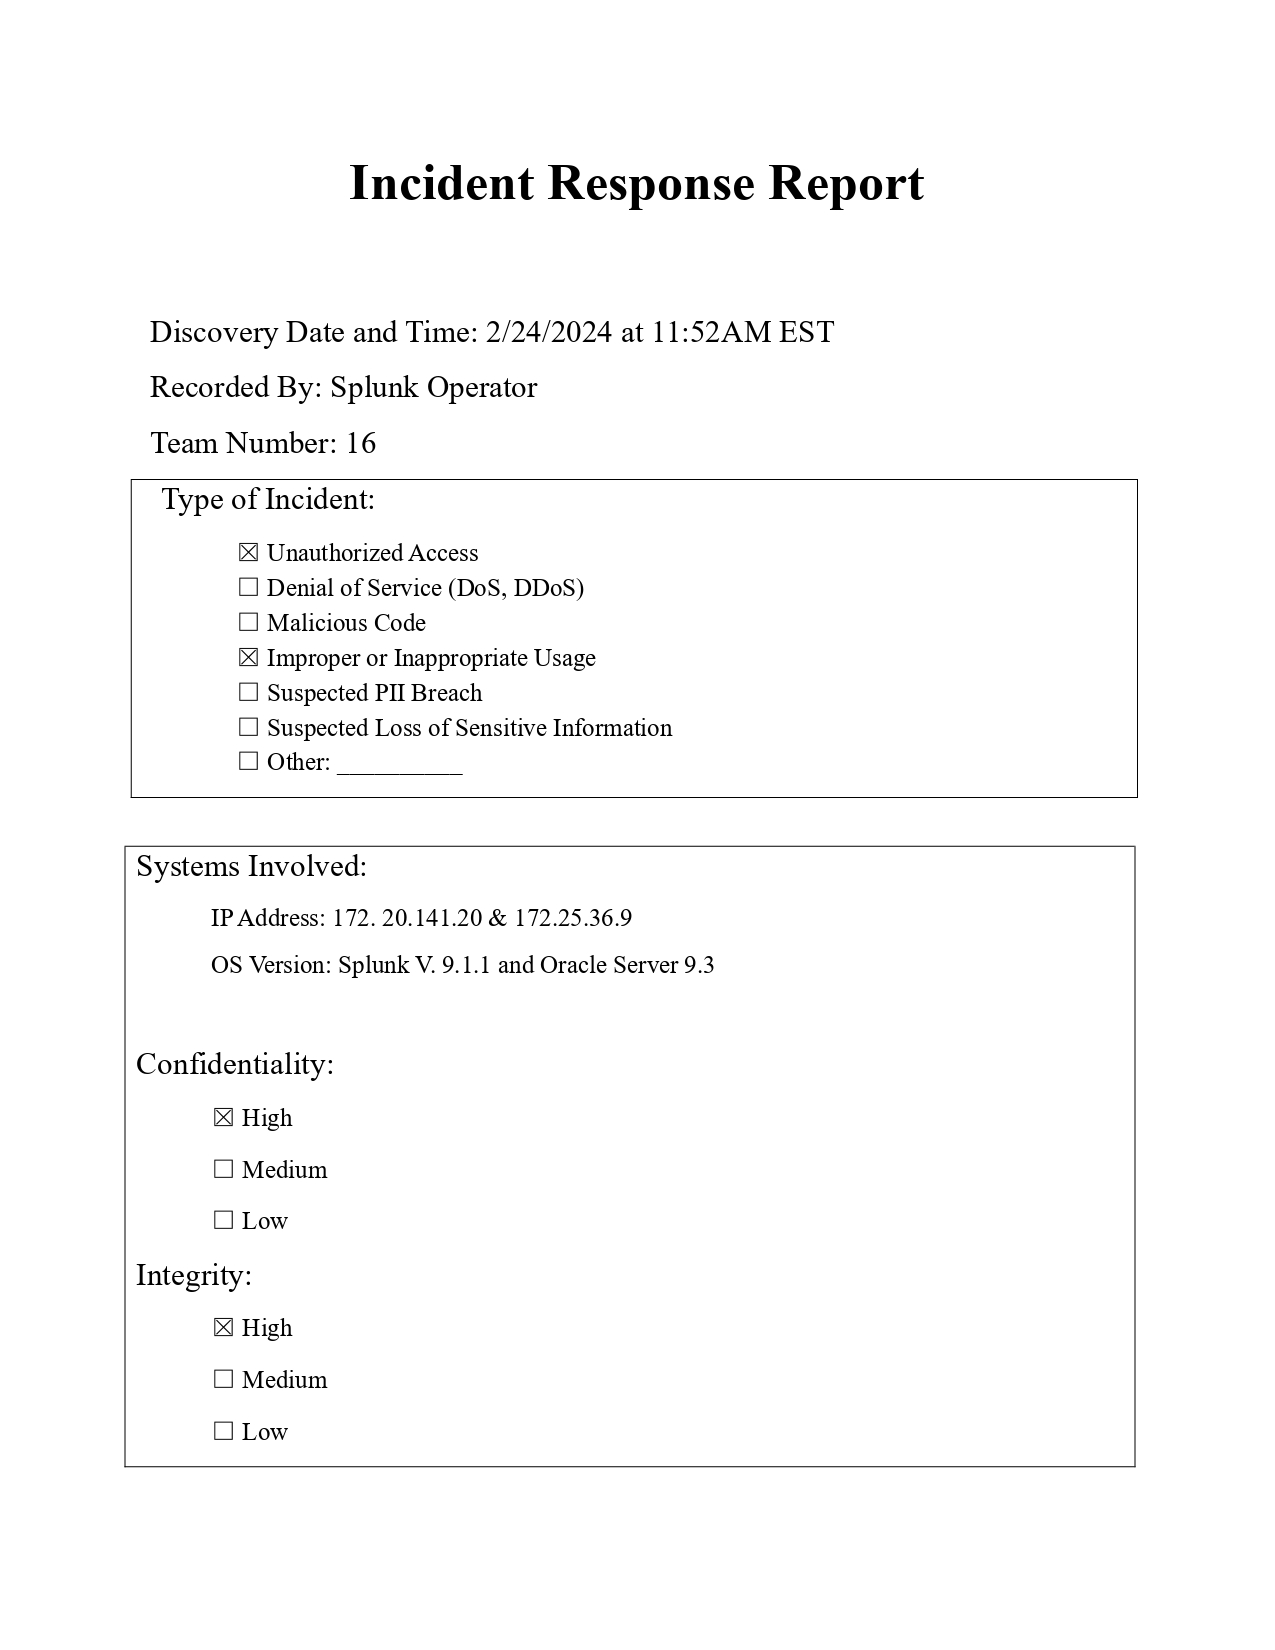 Incident Response Report
Discovery Date and Time: 2/24/2024 at 11:52AM EST
Recorded By: Splunk Operator
Team Number: 16
Type of Incident:
☒ Unauthorized Access
☐ Denial of Service (DoS, DDoS)
☐ Malicious Code
☒ Improper or Inappropriate Usage
☐ Suspected PII Breach
☐ Suspected Loss of Sensitive Information
☐ Other: __________
Systems Involved:
IP Address: 172. 20.141.20 & 172.25.36.9
OS Version: Splunk V. 9.1.1 and Oracle Server 9.3
Confidentiality:
☒ High
☐ Medium
☐ Low
Integrity:
☒ High
☐ Medium
☐ Low